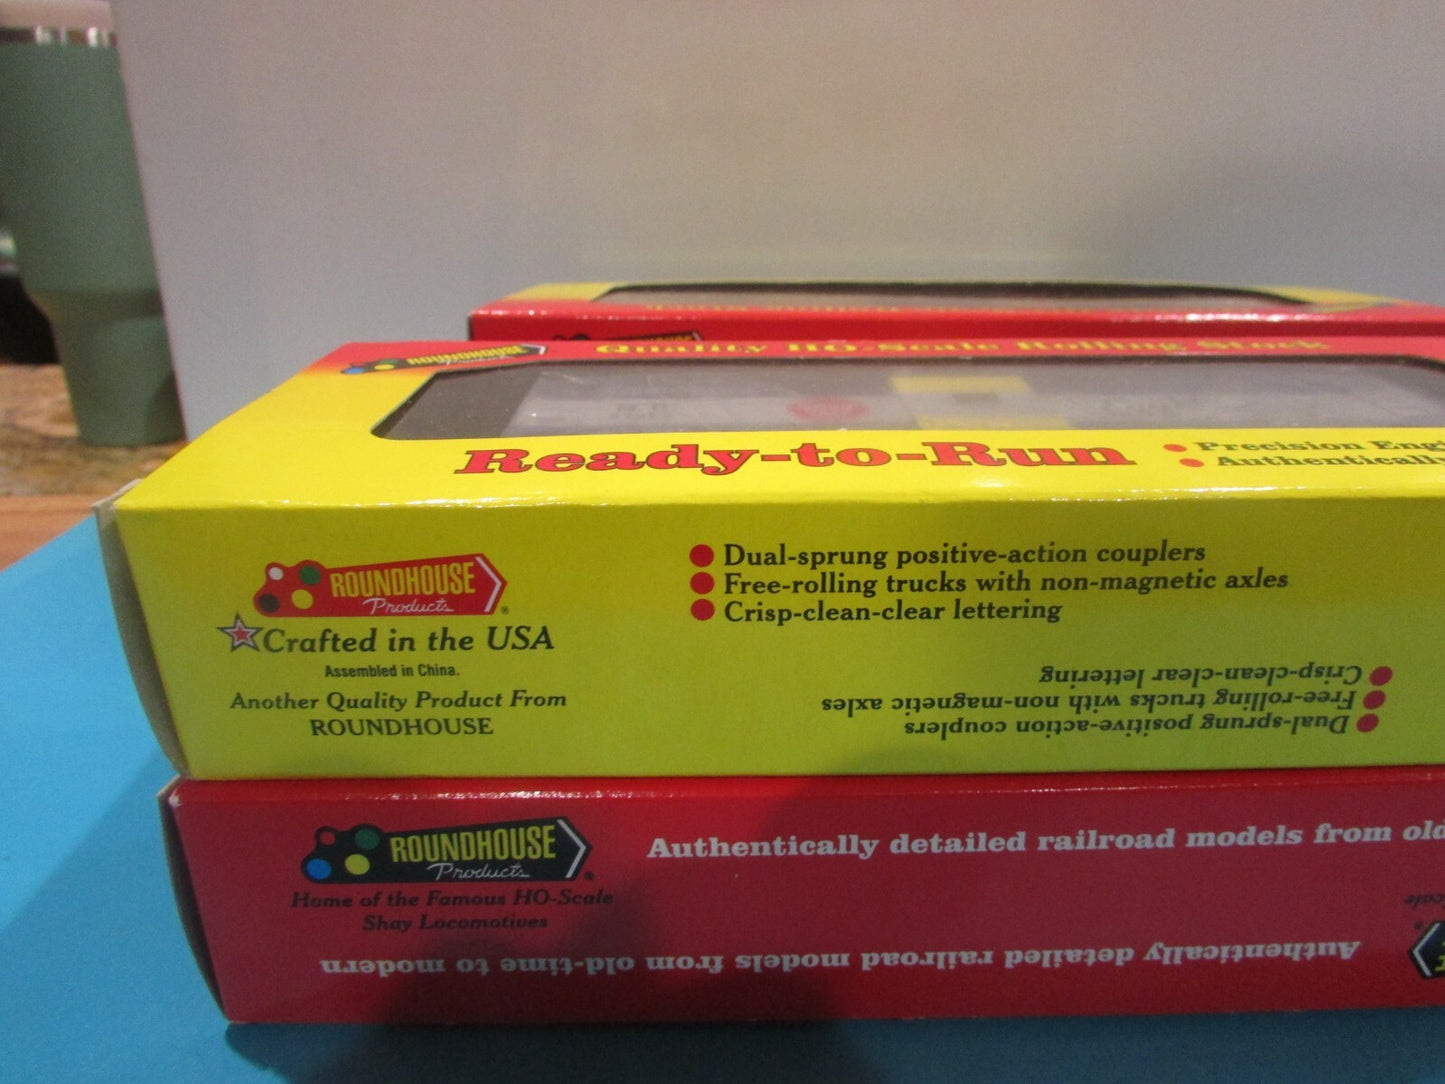 ROUNDHOUSE
Products
Quality HO-Scale Rolling Stock
Ready-to-Run
Precision
Authentically
ROUNDHOUSE
Products
®
Crafted in the USA
Assembled in China.
Another Quality Product From
ROUNDHOUSE
Dual-sprung positive-action couplers
Free-rolling trucks with non-magnetic axles
Crisp-clean-clear lettering
Dual-sprung positive-action couplers
Free-rolling trucks with non-magnetic axles
Crisp-clean-clear lettering
ROUNDHOUSE
Products
®
Home of the Famous HO-Scale
Shay Locomotives
Authentically detailed railroad models from old
Authentically detailed railroad models from old-time to modern